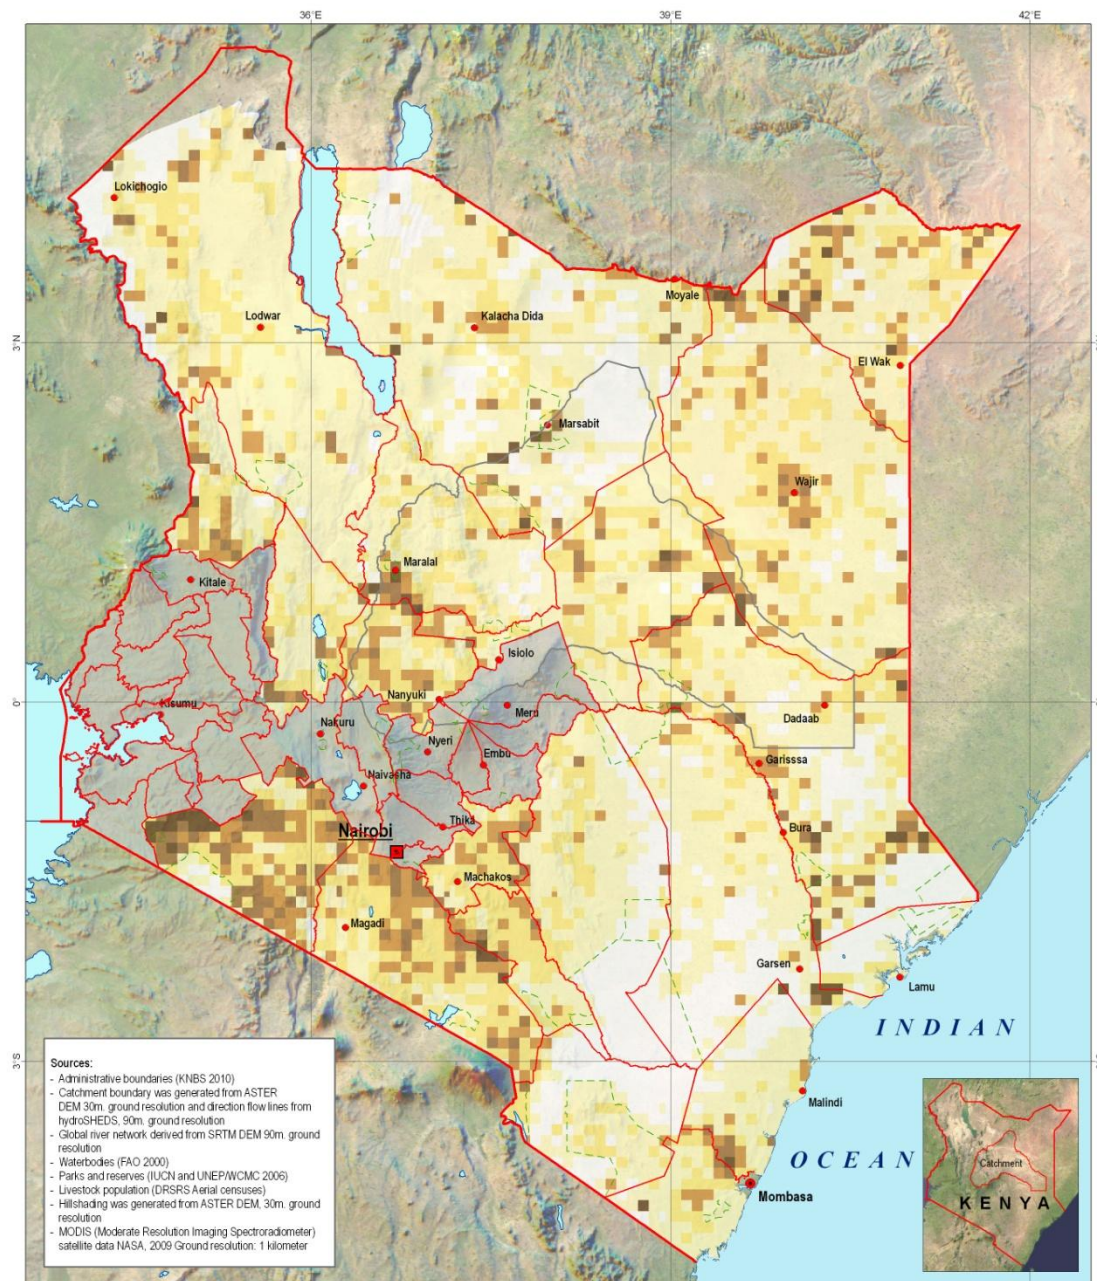 36°E
39°E
42°E
Lokichogio
Moyale
Lodwar
Kalacha Dida
3°N
El Wak
Marsabit
Wajir
Maralal
Kitale
Isiolo
Nanyuki
Meru
0°
Kisumu
Dadaab
Nakuru
Nyeri
Embu
Garisssa
Naivasha
Thika
Bura
Nairobi
Machakos
Magadi
Garsen
Lamu
INDIAN
3°S
Sources:
- Administrative boundaries (KNBS 2010)
- Catchment boundary was generated from ASTER
DEM 30m. ground resolution and direction flow lines from
hydroSHEDS, 90m. ground resolution
- Global river network derived from SRTM DEM 90m. ground
resolution
- Waterbodies (FAO 2000)
- Parks and reserves (IUCN and UNEP/WCMC 2006)
- Livestock population (DRSRS Aerial censuses)
- Hillshading was generated from ASTER DEM, 30m. ground
resolution
- MODIS (Moderate Resolution Imaging Spectroradiometer)
satellite data NASA, 2009 Ground resolution: 1 kilometer
Malindi
OCEAN
Mombasa
Catchment
KENYA